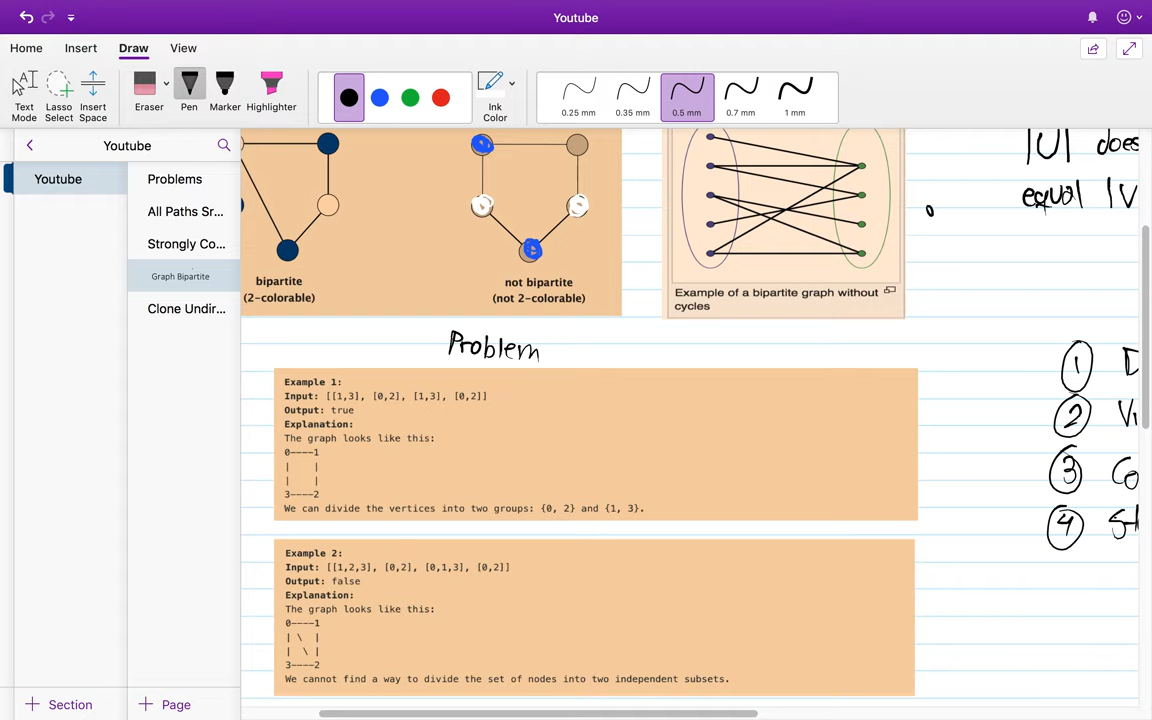 Youtube
Home Insert Draw View
Text Mode
Lasso Select
Insert Space
Eraser
Pen
Marker
Highlighter
Ink Color
0.25 mm
0.35 mm
0.5 mm
0.7 mm
1 mm
Youtube
Youtube
Problems
All Paths Sr...
Strongly Co...
Graph Bipartite
Clone Undir...
+ Section
+ Page
bipartite
(2-colorable)
not bipartite
(not 2-colorable)
Example of a bipartite graph without
cycles
|U| does
equal |V
Problem
Example 1:
Input: [[1,3], [0,2], [1,3], [0,2]]
Output: true
Explanation:
The graph looks like this:
0----1
|    |
|    |
3----2
We can divide the vertices into two groups: {0, 2} and {1, 3}.
Example 2:
Input: [[1,2,3], [0,2], [0,1,3], [0,2]]
Output: false
Explanation:
The graph looks like this:
0----1
| \  |
|  \ |
3----2
We cannot find a way to divide the set of nodes into two independent subsets.
1
2
3
4